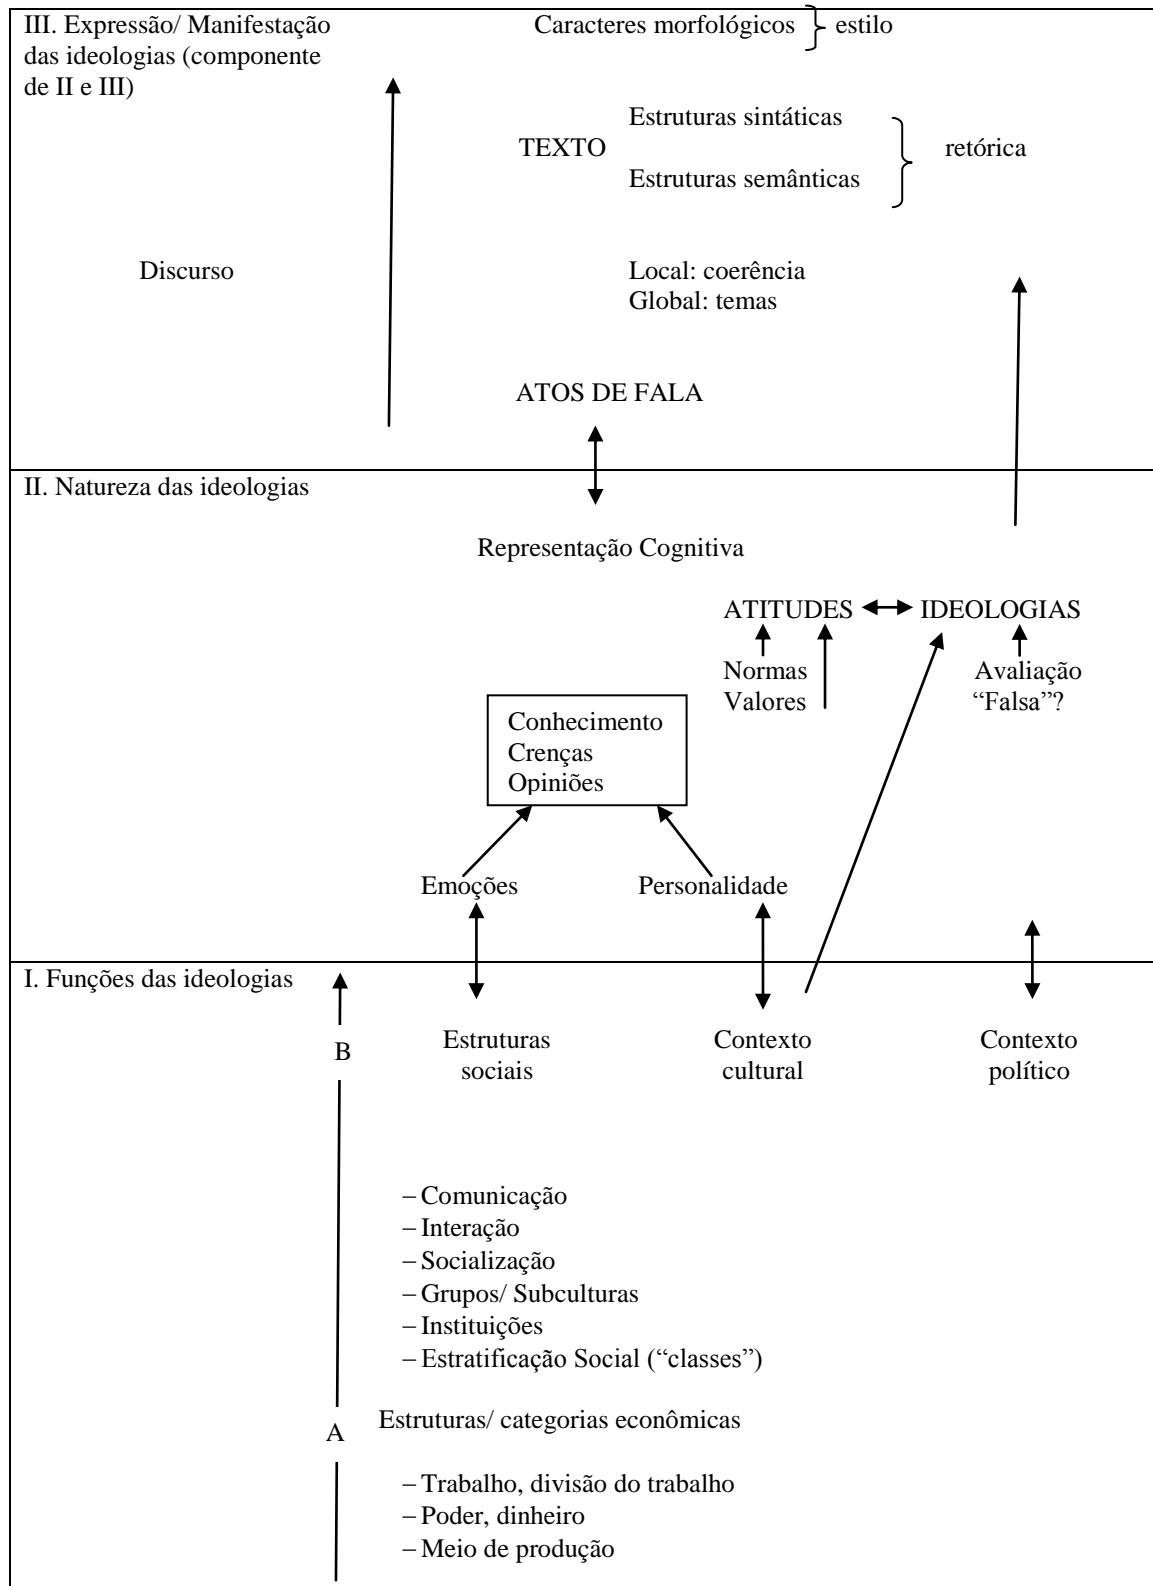 III. Expressão/ Manifestação
das ideologias (componente
de II e III)
Caracteres morfológicos
estilo
Estruturas sintáticas
TEXTO
retórica
Estruturas semânticas
Discurso
Local: coerência
Global: temas
ATOS DE FALA
II. Natureza das ideologias
Representação Cognitiva
ATITUDES
IDEOLOGIAS
Normas
Valores
Avaliação
“Falsa”?
Conhecimento
Crenças
Opiniões
Emoções
Personalidade
I. Funções das ideologias
B
Estruturas
sociais
Contexto
cultural
Contexto
político
– Comunicação
– Interação
– Socialização
– Grupos/ Subculturas
– Instituições
– Estratificação Social (“classes”)
A
Estruturas/ categorias econômicas
– Trabalho, divisão do trabalho
– Poder, dinheiro
– Meio de produção